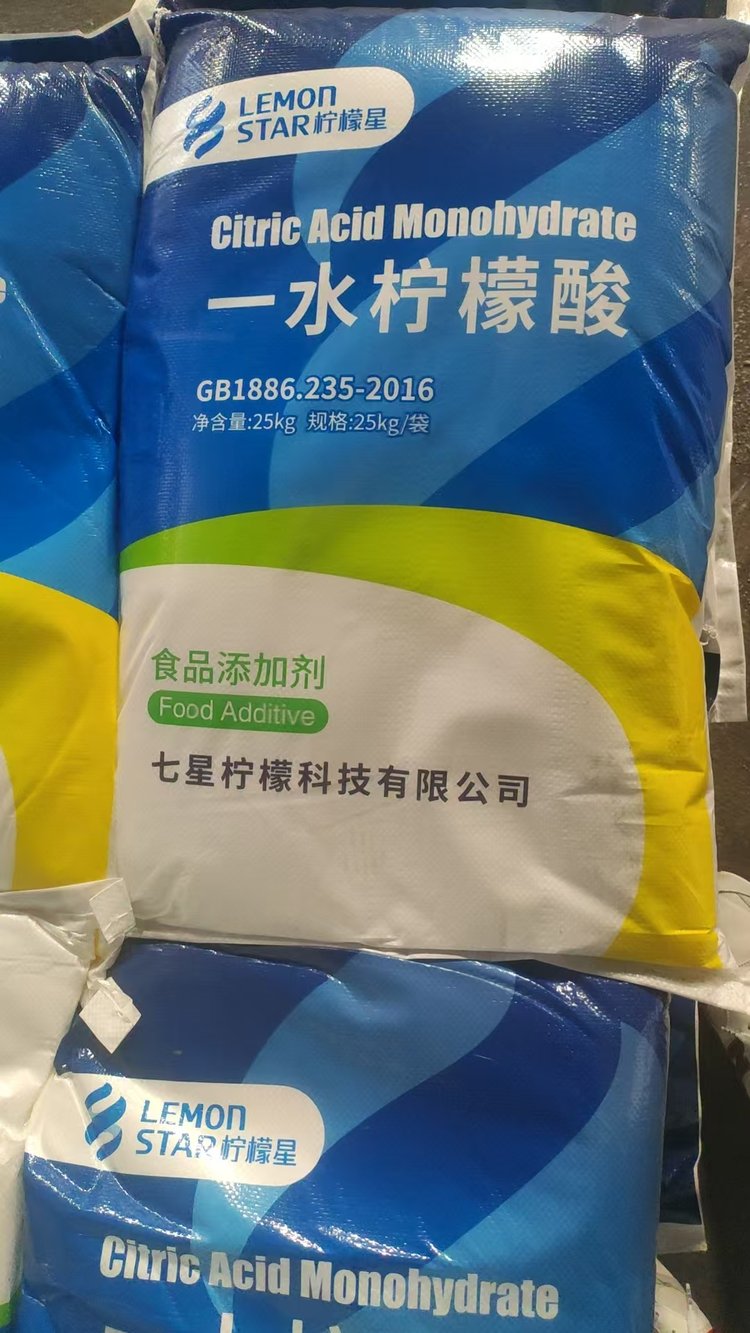 LEMON
STAR柠檬星
Citric Acid Monohydrate
一水柠檬酸
GB1886.235-2016
净含量:25kg 规格:25kg/袋
食品添加剂
Food Additive
七星柠檬科技有限公司
LEMON
STAR柠檬星
Citric Acid Monohydrate